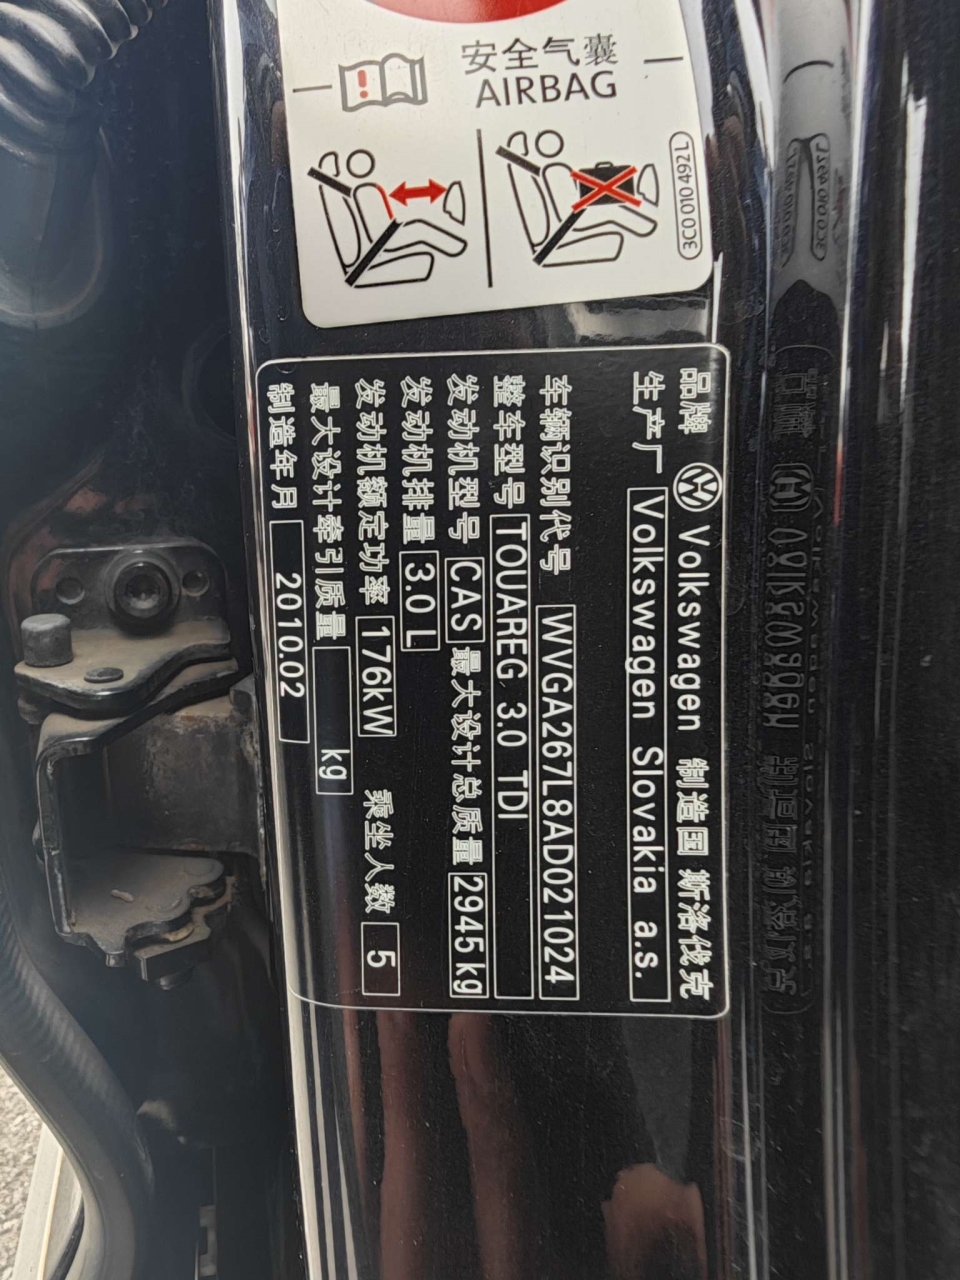 安全气囊
AIRBAG
3C0010492LL
品牌 Volkswagen 制造国 斯洛伐克
生产厂 Volkswagen Slovakia a.s.
车辆识别代号 WVGA267L8AD021024
整车型号 TOUAREG 3.0 TDI
发动机型号 CAS 最大设计总质量 2945 kg
发动机排量 3.0 L
发动机额定功率 176kW 乘坐人数 5
最大设计牵引质量 kg
制造年月 2010.02